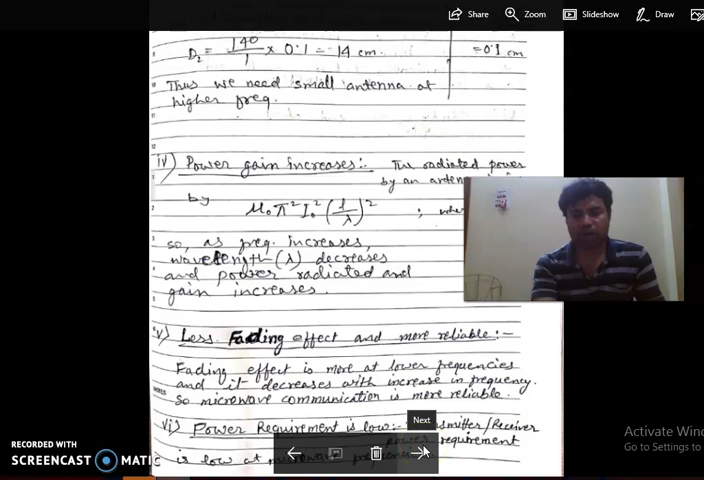 Share Zoom Slideshow Draw
D₂ = 140/1 × 0.1 = 14 cm.
= 0.1 cm
Thus we need small antenna at
higher freq.
iv) Power gain increases:- The radiated power
by an
by μ₀ π² I₀² (1/λ)² ;
so, as freq. increases,
wavelength (λ) decreases
and power radiated and
gain increases.
v) Less Fading effect and more reliable:-
Fading effect is more at lower frequencies
and it decreases with increase in frequency.
So microwave communication is more reliable.
Next
vi) Power Requirement is low:- /Receiver
power requirement
is low at
RECORDED WITH
SCREENCAST MATIC
Activate Win
Go to Settings to